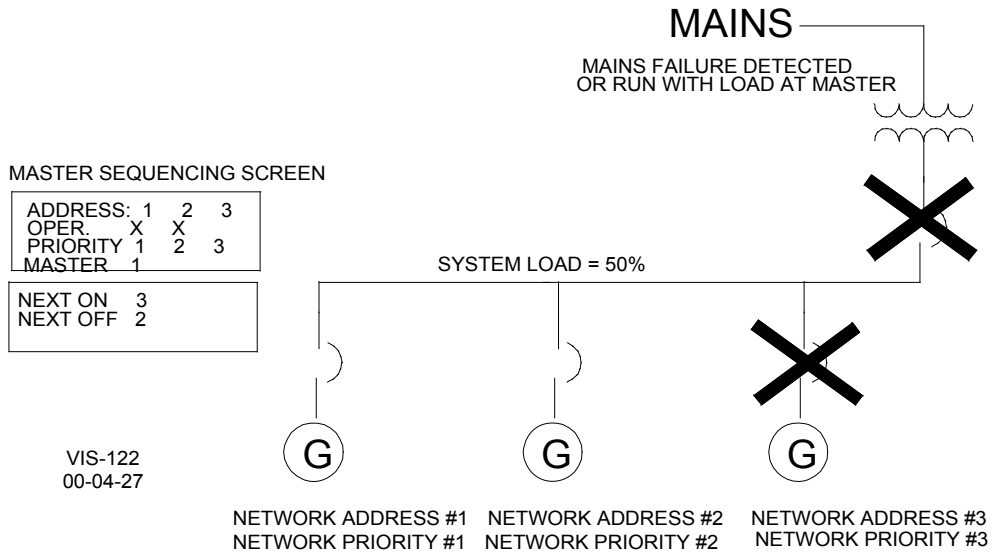 MAINS
MAINS FAILURE DETECTED
OR RUN WITH LOAD AT MASTER
MASTER SEQUENCING SCREEN
ADDRESS: 1 2 3
OPER. X X
PRIORITY 1 2 3
MASTER 1
NEXT ON 3
NEXT OFF 2
SYSTEM LOAD = 50%
G G G
VIS-122
00-04-27
NETWORK ADDRESS #1 NETWORK ADDRESS #2 NETWORK ADDRESS #3
NETWORK PRIORITY #1 NETWORK PRIORITY #2 NETWORK PRIORITY #3